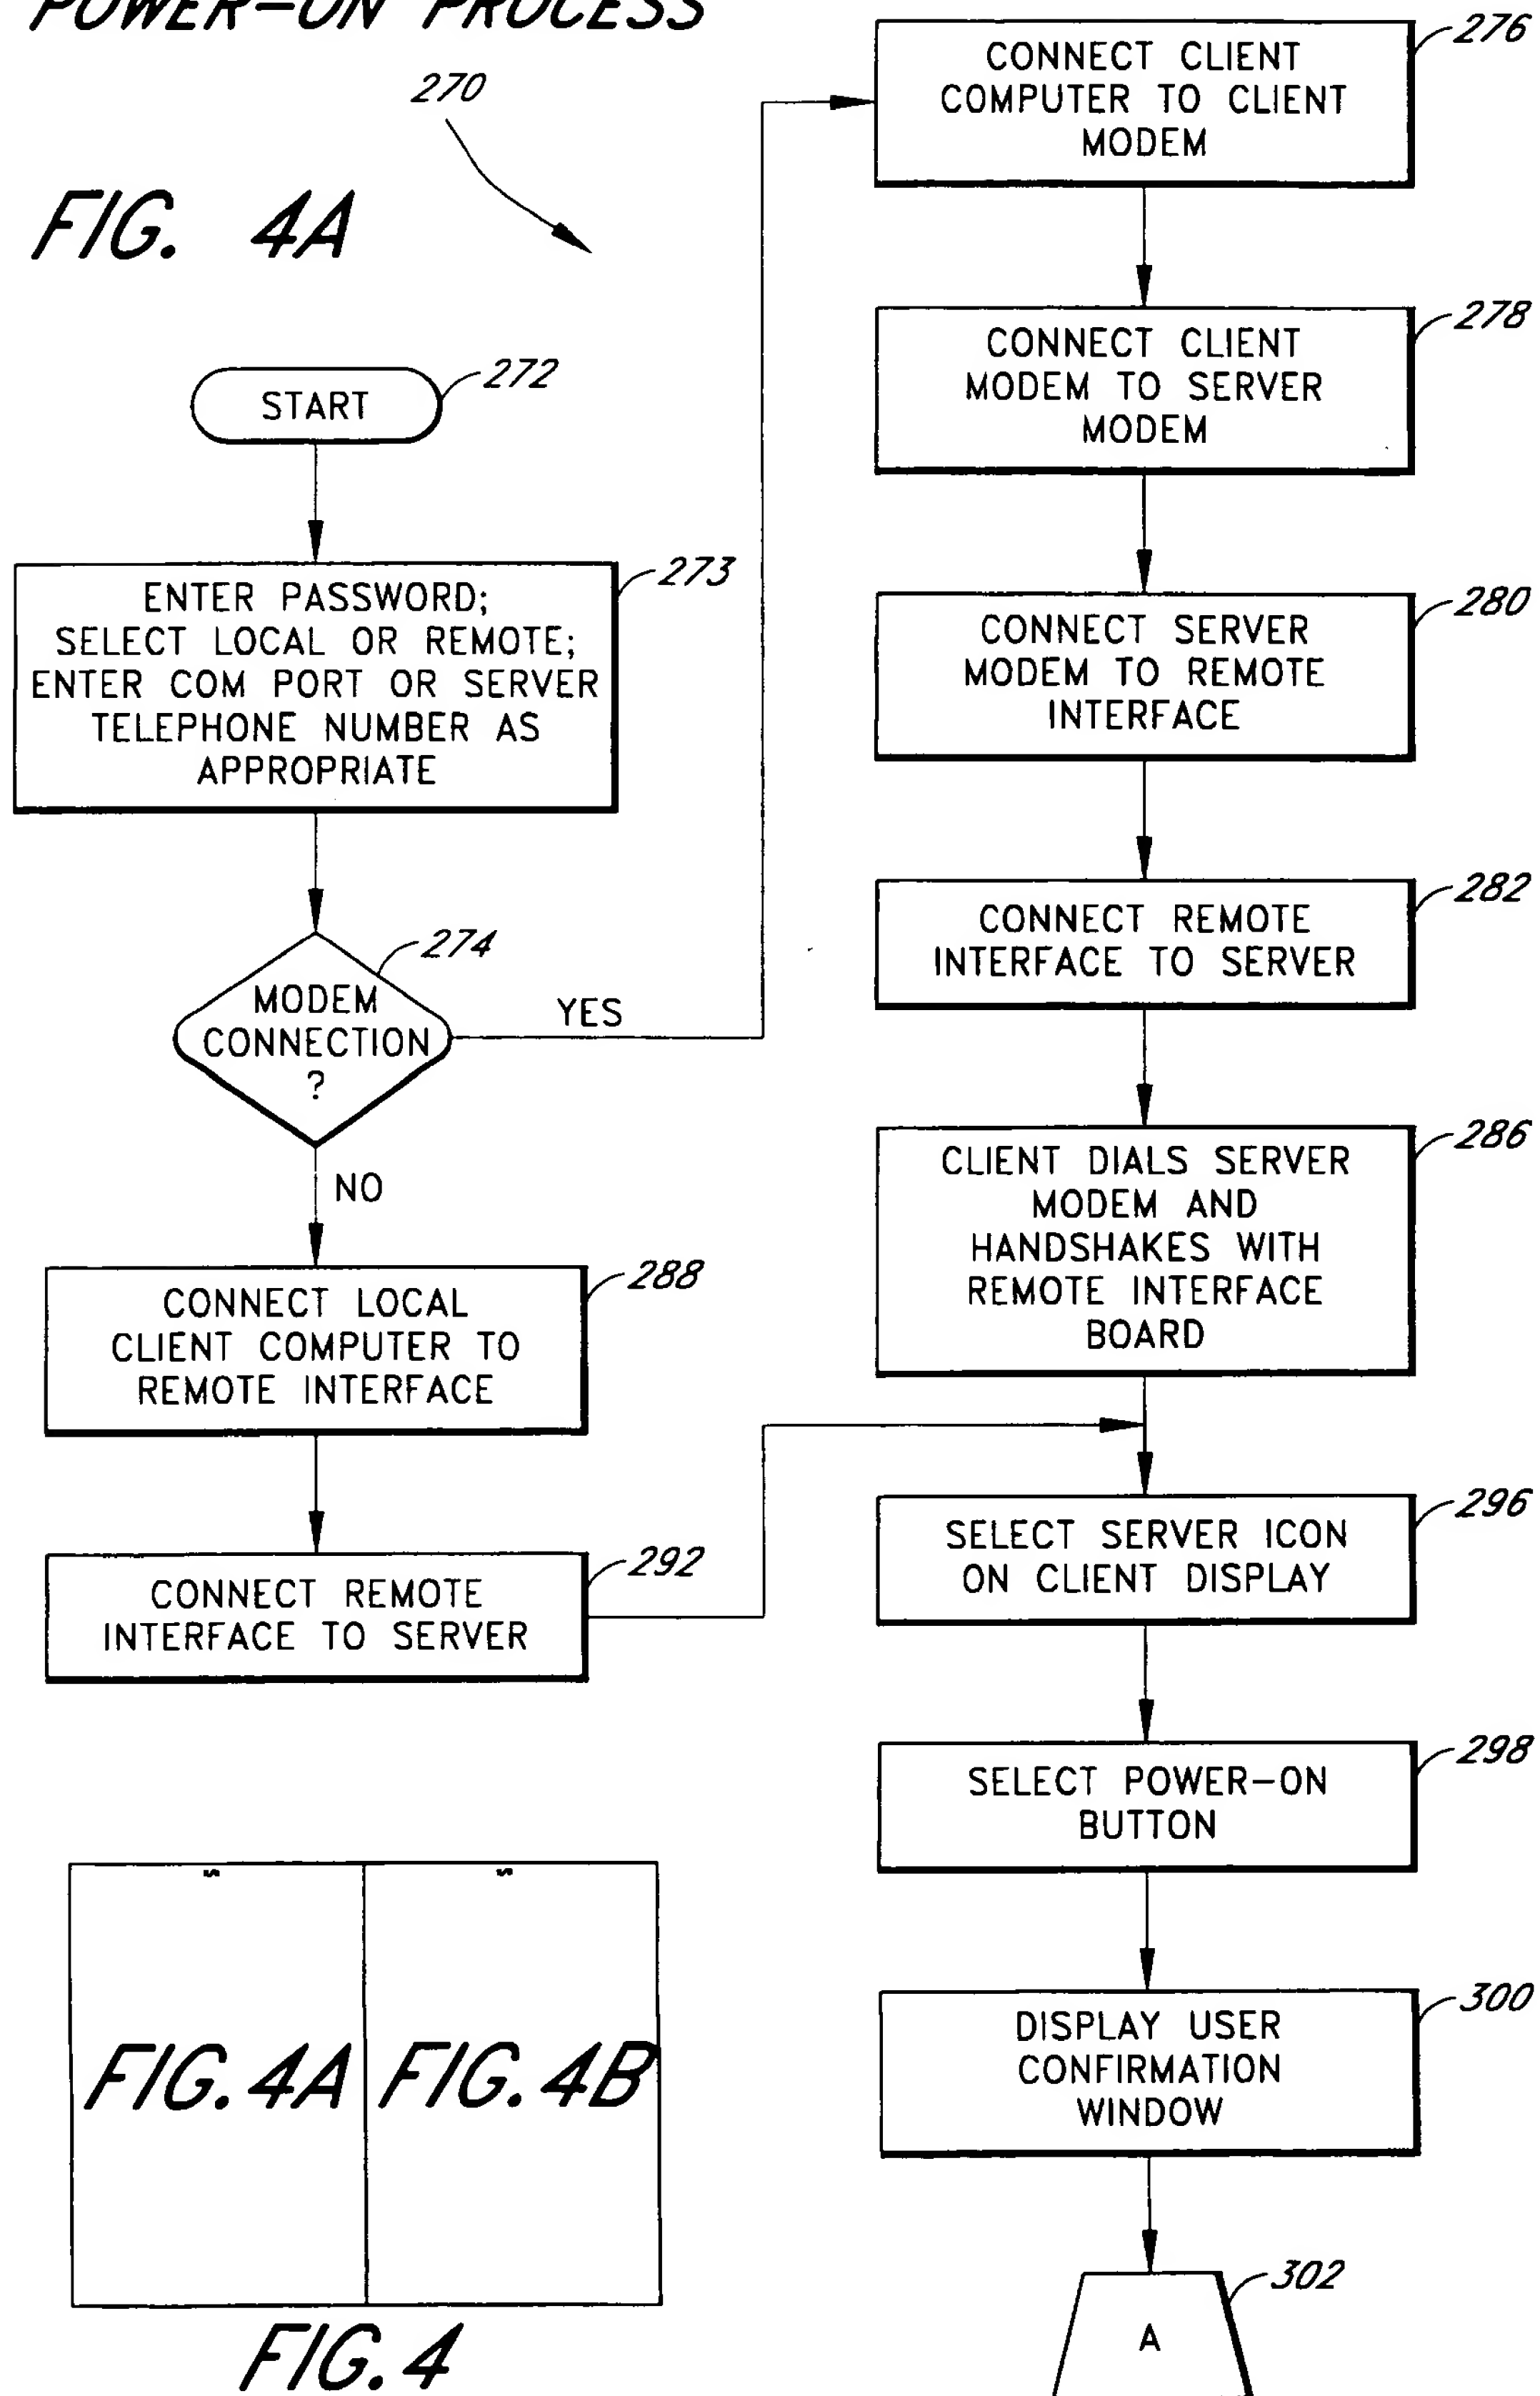 POWER-ON PROCESS
270
FIG. 4A
START
272
ENTER PASSWORD;
SELECT LOCAL OR REMOTE;
ENTER COM PORT OR SERVER
TELEPHONE NUMBER AS
APPROPRIATE
273
MODEM
CONNECTION
?
274
YES
NO
CONNECT LOCAL
CLIENT COMPUTER TO
REMOTE INTERFACE
288
CONNECT REMOTE
INTERFACE TO SERVER
292
CONNECT CLIENT
COMPUTER TO CLIENT
MODEM
276
CONNECT CLIENT
MODEM TO SERVER
MODEM
278
CONNECT SERVER
MODEM TO REMOTE
INTERFACE
280
CONNECT REMOTE
INTERFACE TO SERVER
282
CLIENT DIALS SERVER
MODEM AND
HANDSHAKES WITH
REMOTE INTERFACE
BOARD
286
SELECT SERVER ICON
ON CLIENT DISPLAY
296
SELECT POWER-ON
BUTTON
298
DISPLAY USER
CONFIRMATION
WINDOW
300
A
302
FIG. 4A
FIG. 4B
FIG. 4